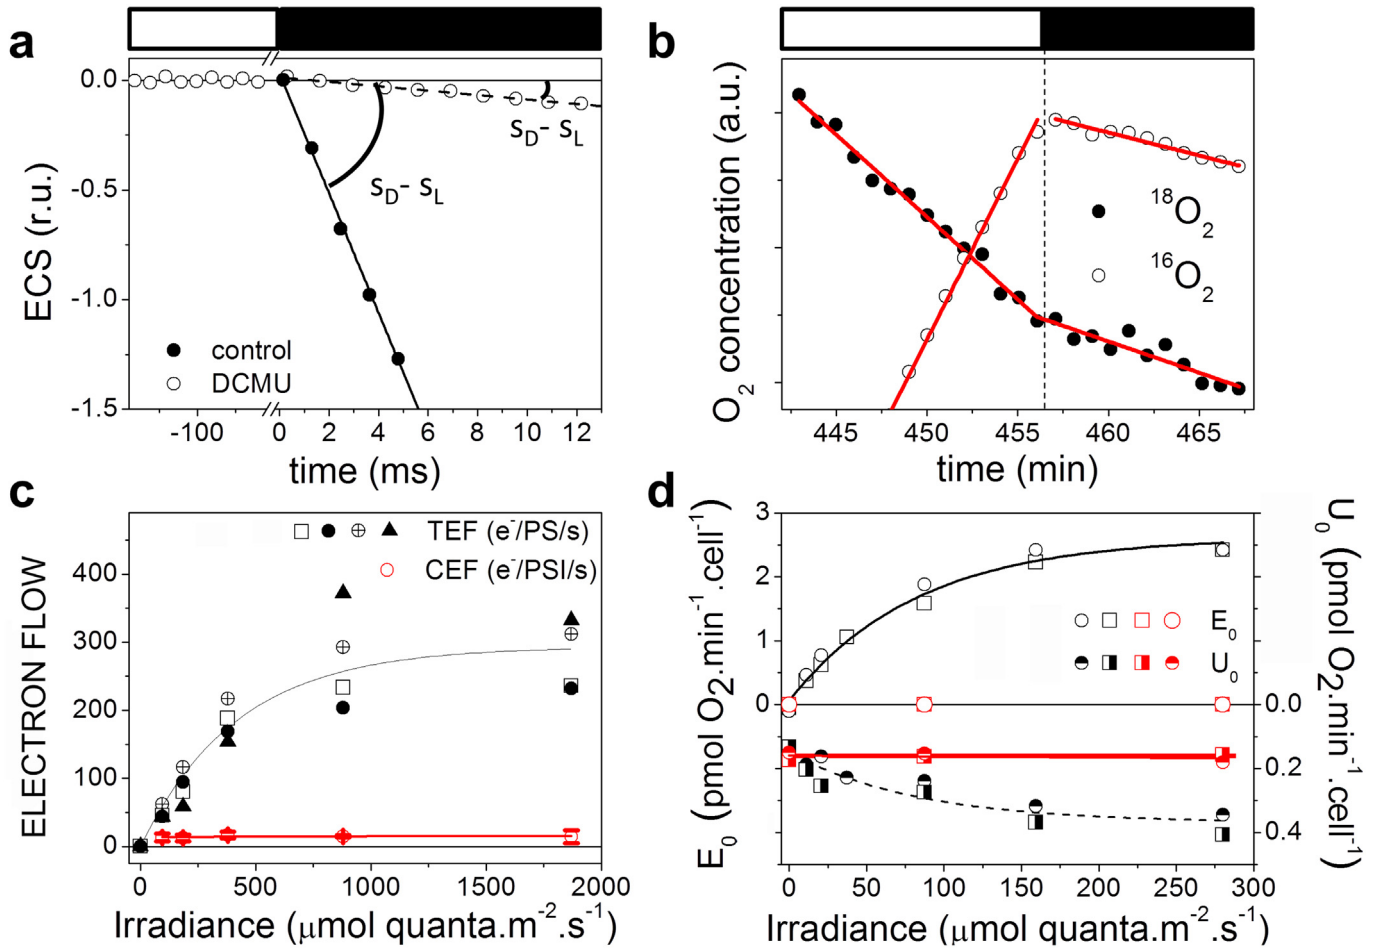 a
0.0
-0.5
-1.0
-1.5
ECS (r.u.)
S_D- S_L
S_D- S_L
control
DCMU
-100 0 2 4 6 8 10 12
time (ms)
b
O₂ concentration (a.u.)
¹⁸O₂
¹⁶O₂
445 450 455 460 465
time (min)
c
ELECTRON FLOW
400
300
200
100
0
TEF (e⁻/PS/s)
CEF (e⁻/PSI/s)
0 500 1000 1500 2000
Irradiance (μmol quanta.m⁻².s⁻¹)
d
E₀ (pmol O₂.min⁻¹.cell⁻¹)
3
2
1
0
E₀
U₀
0.0
0.2
0.4
U₀ (pmol O₂.min⁻¹.cell⁻¹)
0 50 100 150 200 250 300
Irradiance (μmol quanta.m⁻².s⁻¹)